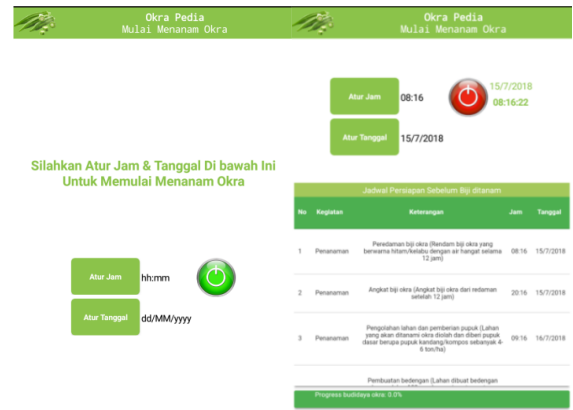 Okra Pedia
Mulai Menanam Okra
Silahkan Atur Jam & Tanggal Di bawah Ini
Untuk Memulai Menanam Okra
Atur Jam
hh:mm
Atur Tanggal
dd/MM/yyyy
Okra Pedia
Mulai Menanam Okra
Atur Jam
08:16
15/7/2018
08:16:22
Atur Tanggal
15/7/2018
Jadwal Persiapan Sebelum Biji ditanam
No Kegiatan Keterangan Jam Tanggal
1 Penanaman Peredaman biji okra (Rendam biji okra yang berwarna hitam/kelabu dengan air hangat selama 12 jam) 08:16 15/7/2018
2 Penanaman Angkat biji okra (Angkat biji okra dari redaman setelah 12 jam) 20:16 15/7/2018
3 Penanaman Pengolahan lahan dan pemberian pupuk (Lahan yang akan ditanami okra diolah dan diberi pupuk dasar berupa pupuk kandang/kompos sebanyak 4-6 ton/ha) 09:16 16/7/2018
Pembuatan bedengan (Lahan dibuat bedengan
Progress budidaya okra: 0.0%